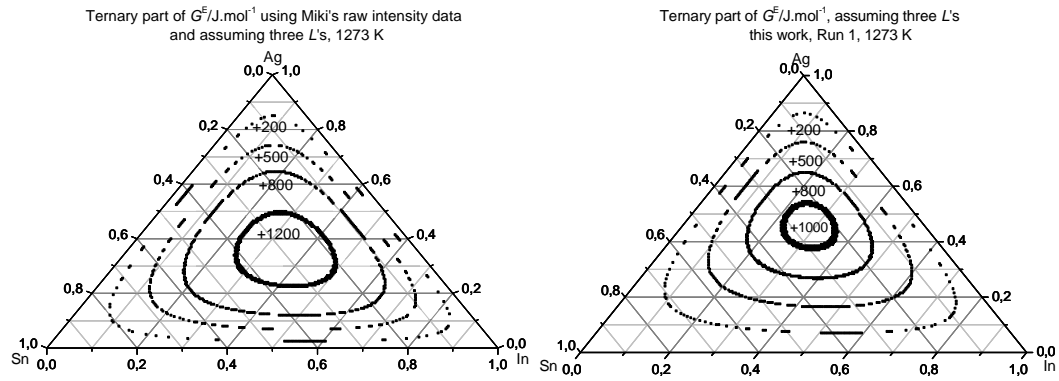 Ternary part of G^E/J.mol^-1 using Miki's raw intensity data
and assuming three L's, 1273 K
Ag
0,0 1,0
0,2 +200 0,8
+500
0,4 +800 0,6
0,6 +1200 0,4
0,8 0,2
1,0 0,0
Sn In
0,0 0,2 0,4 0,6 0,8 1,0
Ternary part of G^E/J.mol^-1, assuming three L's
this work, Run 1, 1273 K
Ag
0,0 1,0
0,2 +200 0,8
+500
0,4 +800 0,6
+1000
0,6 0,4
0,8 0,2
1,0 0,0
Sn In
0,0 0,2 0,4 0,6 0,8 1,0